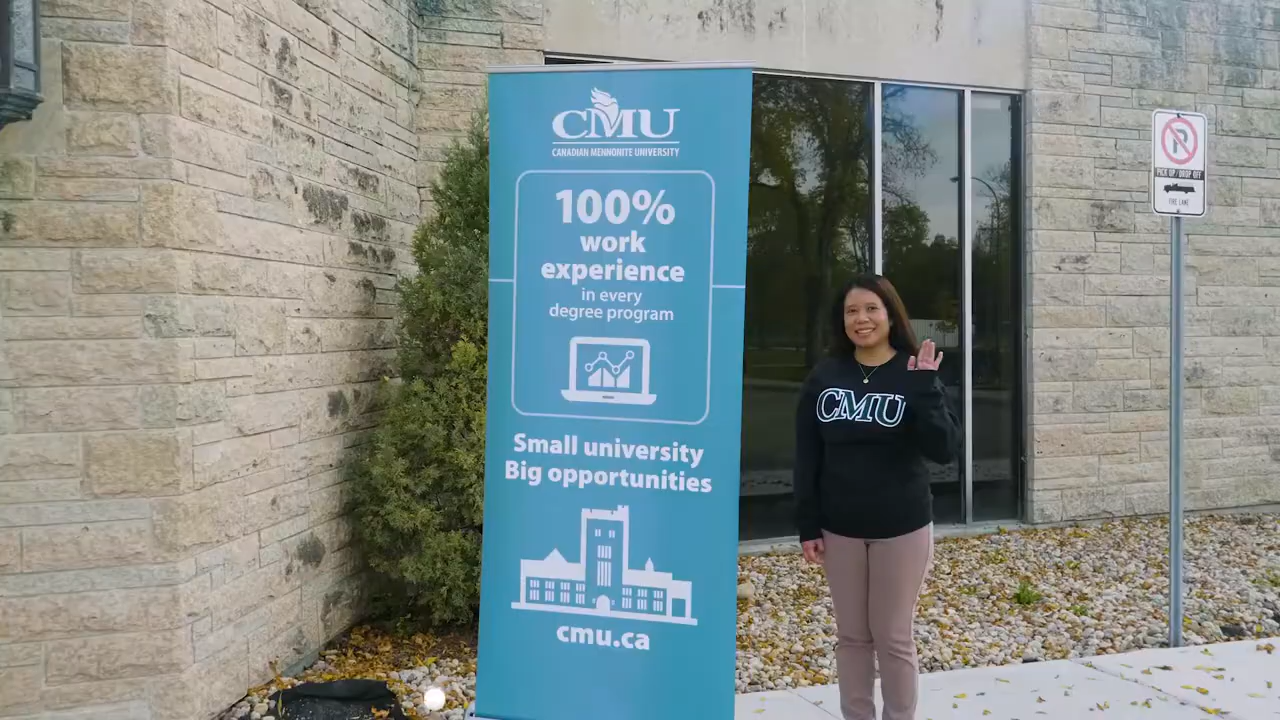 CMU
CANADIAN MENNONITE UNIVERSITY
100%
work
experience
in every
degree program
Small university
Big opportunities
cmu.ca
CMU
P
PICK UP/DROP OFF
FIRE LANE